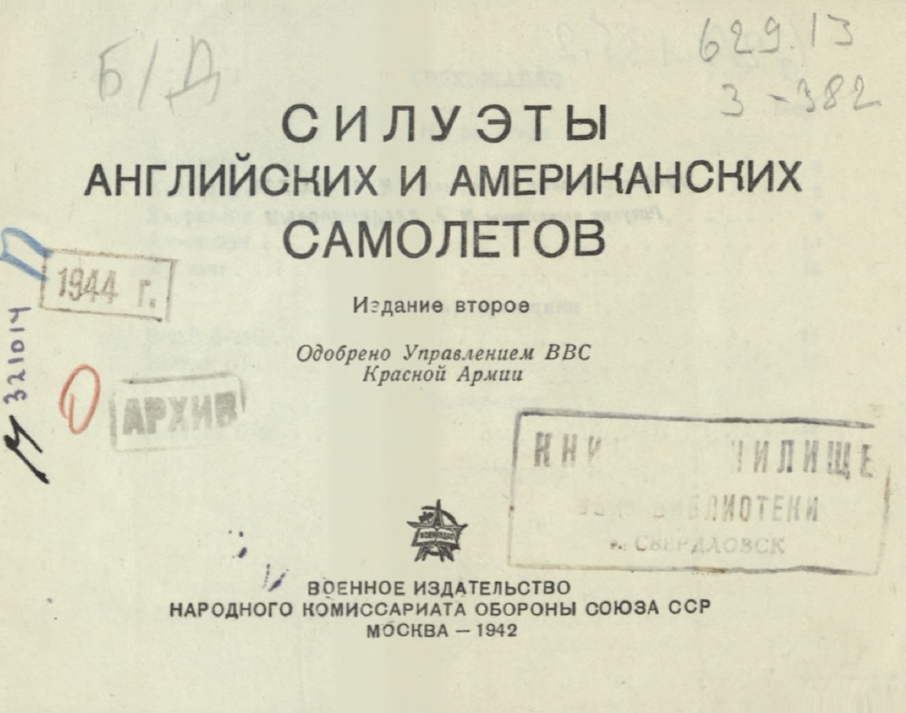 Б/Д
629.13
З-382
СИЛУЭТЫ
АНГЛИЙСКИХ И АМЕРИКАНСКИХ
САМОЛЕТОВ
1944 г.
Издание второе
Одобрено Управлением ВВС
Красной Армии
321014
АРХИВ
БИБЛИОТЕКИ
СВЕРДЛОВСК
ВОЕННОЕ ИЗДАТЕЛЬСТВО
НАРОДНОГО КОМИССАРИАТА ОБОРОНЫ СОЮЗА ССР
МОСКВА — 1942